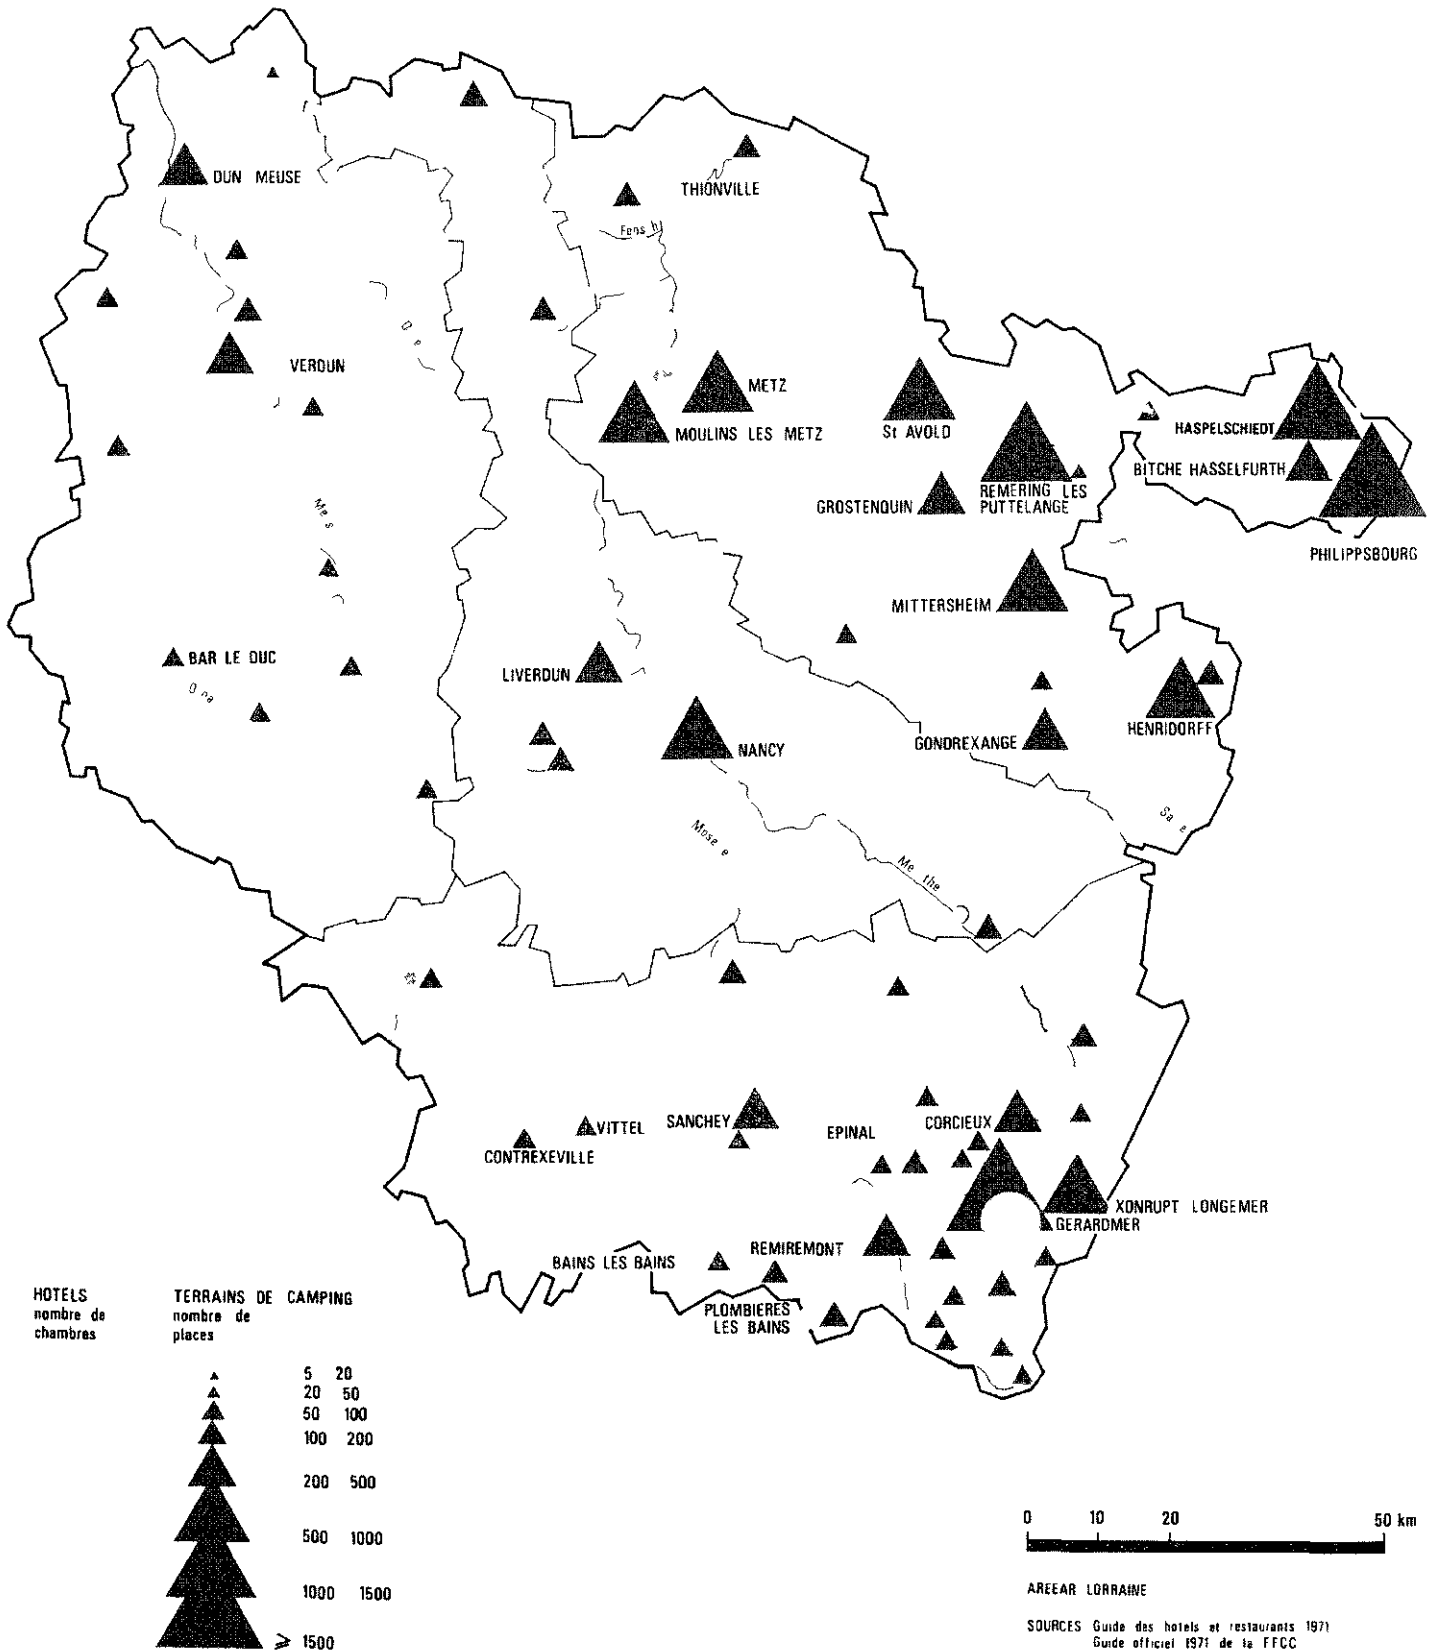 DUN MEUSE
THIONVILLE
VERDUN
METZ
MOULINS LES METZ
St AVOLD
HASPELSCHIEDT
BITCHE HASSELFURTH
GROSTENQUIN
REMERING LES
PUTTELANGE
PHILIPPSBOURG
MITTERSHEIM
BAR LE DUC
LIVERDUN
HENRIDORFF
GONDREXANGE
NANCY
Me the
SANCHEY
VITTEL
EPINAL
CORCIEUX
CONTREXEVILLE
XONRUPT LONGEMER
GERARDMER
REMIREMONT
BAINS LES BAINS
PLOMBIERES
LES BAINS
HOTELS
nombre de
chambres
TERRAINS DE CAMPING
nombre de
places
5 20
20 50
50 100
100 200
200 500
500 1000
1000 1500
⩾ 1500
0 10 20 50 km
AREEAR LORRAINE
SOURCES Guide des hotels et restaurants 1971
Guide officiel 1971 de la FFCC